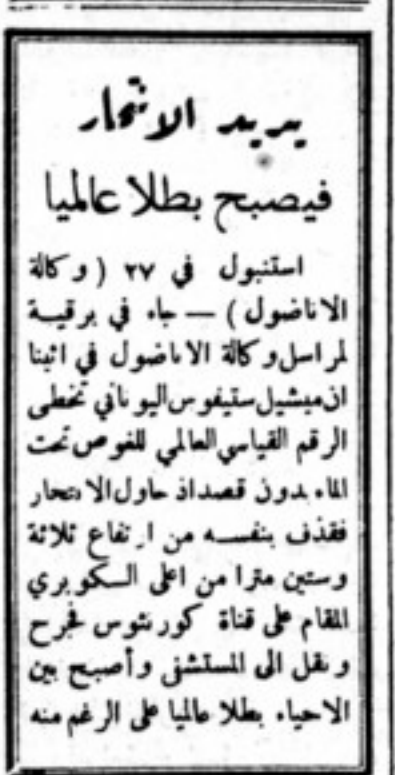 يريد الانتحار
فيصبح بطلا عالميا
استنبول في ٢٧ (وكالة
الاناضول) — جاء في برقية
لمراسل وكالة الاناضول في اثينا
ان ميشيل ستيفوس اليوناني تخطى
الرقم القياسي العالمي للغوص تحت
الماء بدون قصد اذ حاول الانتحار
فقذف بنفسه من ارتفاع ثلاثة
وستين مترا من اعلى السكوبري
المقام على قناة كورنثوس فجرح
ونقل الى المستشفى وأصبح بين
الاحياء بطلا عالميا على الرغم منه